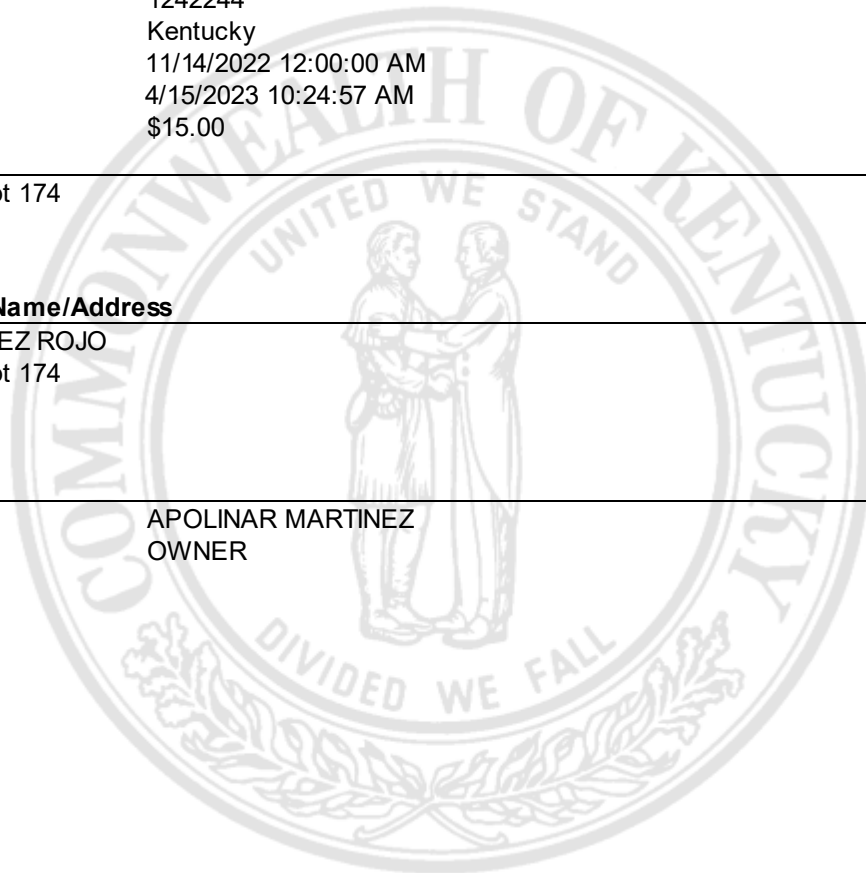 1242244
Kentucky
11/14/2022 12:00:00 AM
4/15/2023 10:24:57 AM
$15.00
174
Name/Address
EZ ROJO
174
APOLINAR MARTINEZ
OWNER
COMMONWEALTH OF KENTUCKY
UNITED WE STAND
DIVIDED WE FALL